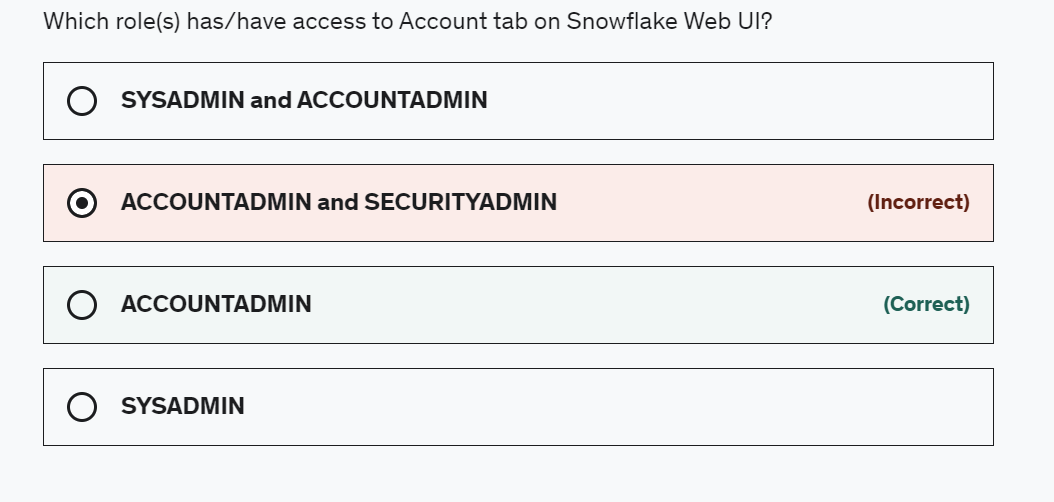 Which role(s) has/have access to Account tab on Snowflake Web UI?
SYSADMIN and ACCOUNTADMIN
ACCOUNTADMIN and SECURITYADMIN (Incorrect)
ACCOUNTADMIN (Correct)
SYSADMIN